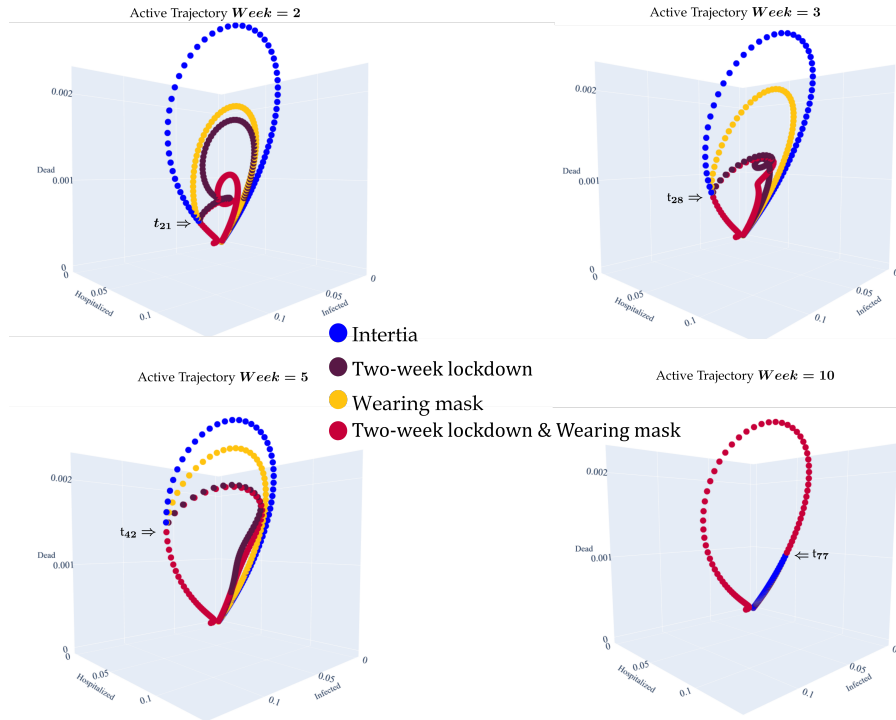 Active Trajectory Week = 2
0.002
Dead
0.001
t21 ⇒
0
0
0.05
Hospitalized
0.1
0.1
Infected
0.05
0
Active Trajectory Week = 3
0.002
Dead
0.001
t28 ⇒
0
0
0.05
Hospitalized
0.1
0.1
Infected
0.05
0
Intertia
Two-week lockdown
Wearing mask
Two-week lockdown & Wearing mask
Active Trajectory Week = 5
0.002
t42 ⇒
Dead
0.001
0
0
0.05
Hospitalized
0.1
0.1
Infected
0.05
0
Active Trajectory Week = 10
0.002
⇐ t77
Dead
0.001
0
0
0.05
Hospitalized
0.1
0.1
Infected
0.05
0